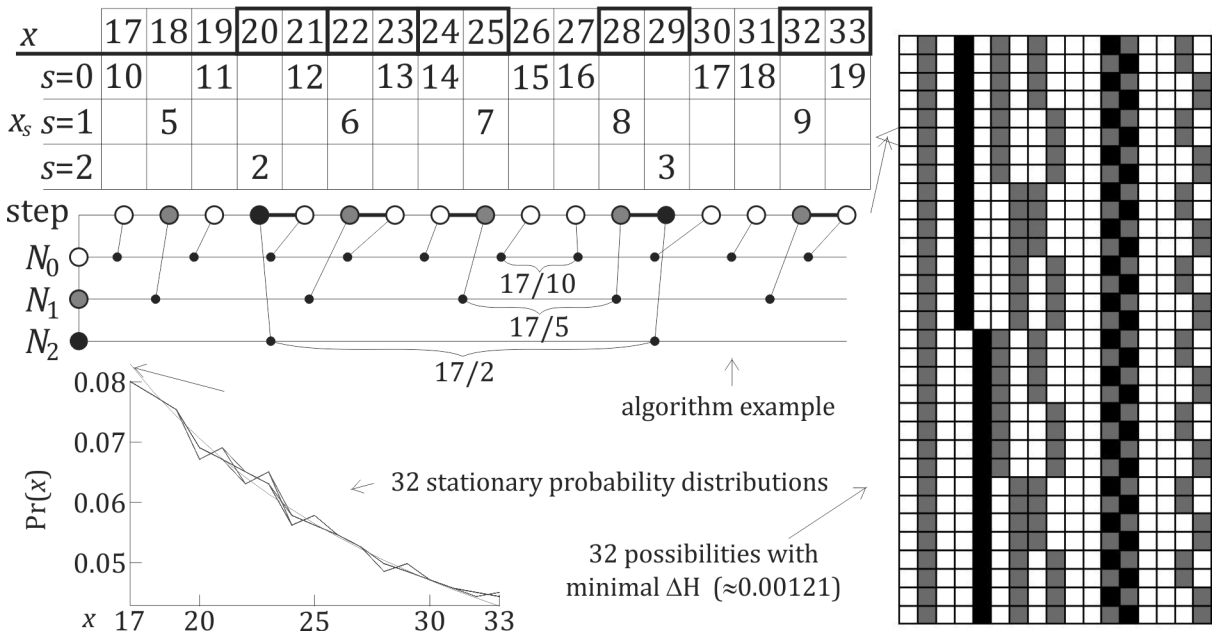 x 17 18 19 20 21 22 23 24 25 26 27 28 29 30 31 32 33
s=0 10 11 12 13 14 15 16 17 18 19
xs s=1 5 6 7 8 9
s=2 2 3
step
N0
17/10
N1
17/5
N2
17/2
algorithm example
0.08
0.07
0.06
0.05
Pr(x)
32 stationary probability distributions
32 possibilities with
minimal ΔH (≈0.00121)
x 17 20 25 30 33